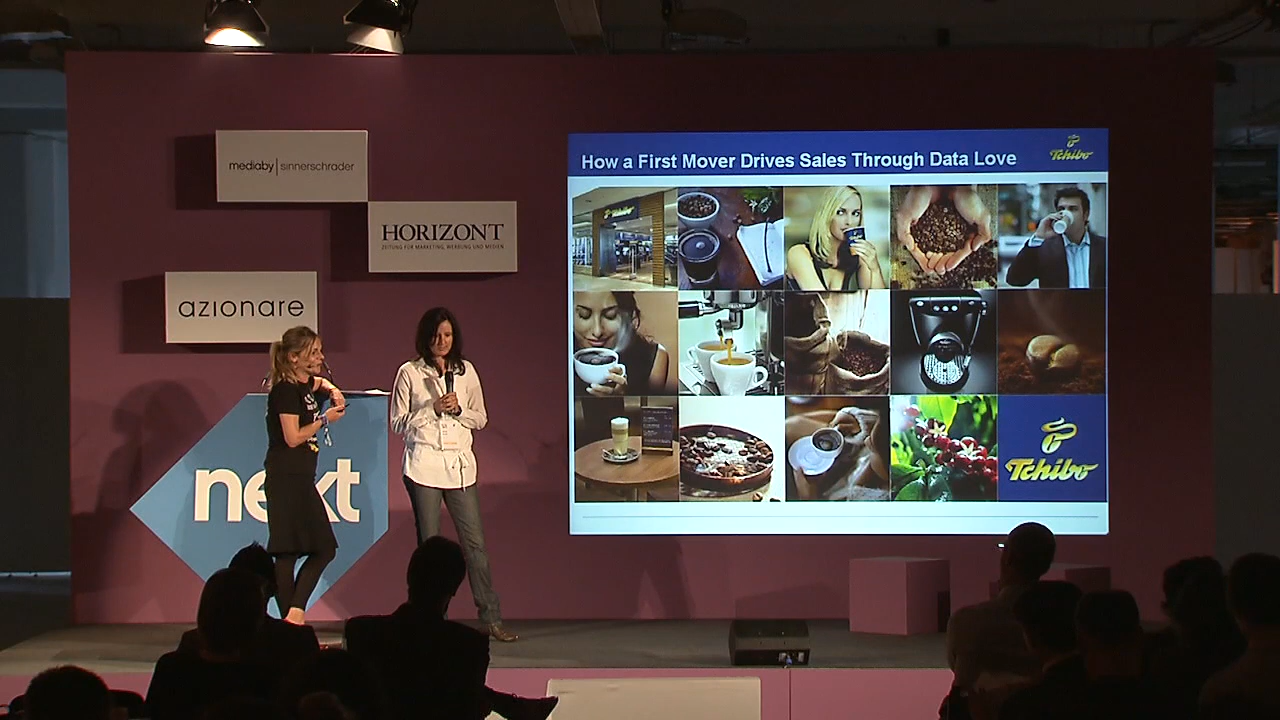 mediaby|sinnerschrader
HORIZONT
ZEITUNG FÜR MARKETING, WERBUNG UND MEDIEN
azionare
next
How a First Mover Drives Sales Through Data Love
Tchibo
Tchibo
Tchibo